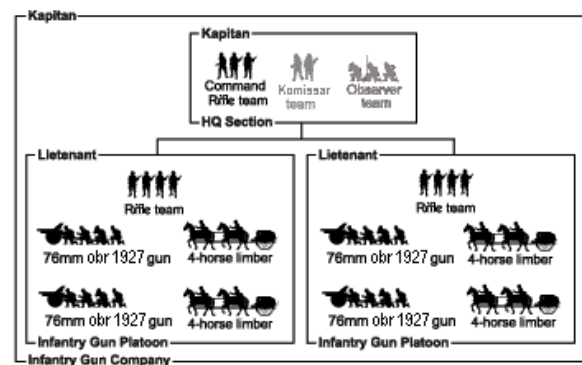 Kapitan
Kapitan
Command
Rifle team
Komissar
team
Observer
team
HQ Section
Lietenant
Rifle team
76mm obr 1927 gun
4-horse limber
76mm obr 1927 gun
4-horse limber
Infantry Gun Platoon
Lietenant
Rifle team
76mm obr 1927 gun
4-horse limber
76mm obr 1927 gun
4-horse limber
Infantry Gun Platoon
Infantry Gun Company